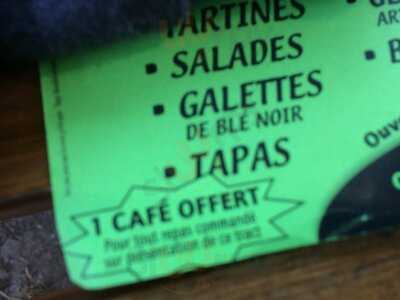 TARTINES
• SALADES
• GALETTES
DE BLÉ NOIR
• TAPAS
1 CAFÉ OFFERT
Pour tout repas commandé
sur présentation de ce tract